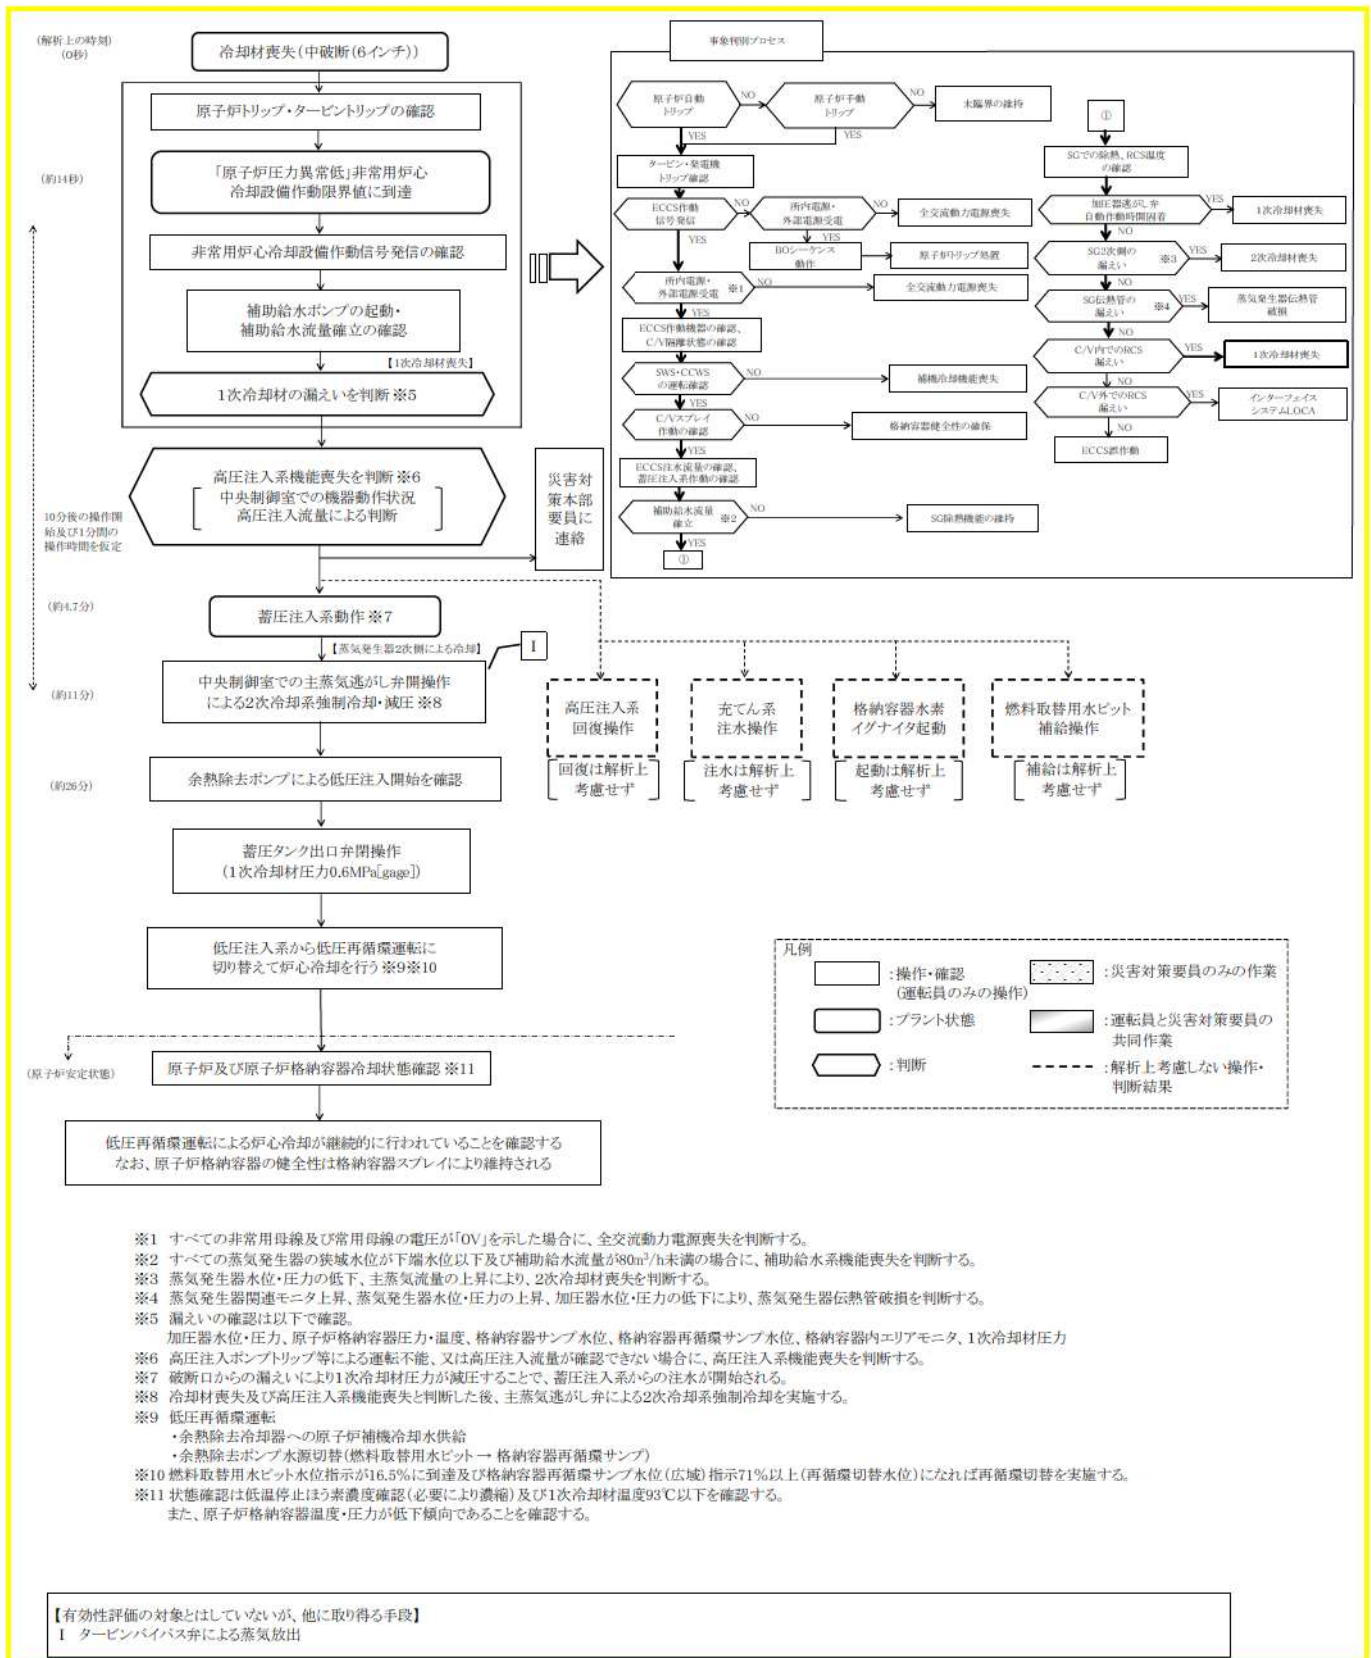 (解析上の時刻)
(0秒)
冷却材喪失(中破断(6インチ))
原子炉トリップ・タービントリップの確認
(約14秒)
「原子炉圧力異常低」非常用炉心
冷却設備作動限界値に到達
非常用炉心冷却設備作動信号発信の確認
補助給水ポンプの起動・
補助給水流量確立の確認
【1次冷却材喪失】
1次冷却材の漏えいを判断※5
高圧注入系機能喪失を判断※6
中央制御室での機器動作状況
高圧注入流量による判断
災害対
策本部
要員に
連絡
10分後の操作開
始及び1分間の
操作時間を仮定
(約4.7分)
蓄圧注入系動作※7
【蒸気発生器2次側による冷却】
I
(約11分)
中央制御室での主蒸気逃がし弁開操作
による2次冷却系強制冷却・減圧※8
(約26分)
余熱除去ポンプによる低圧注入開始を確認
蓄圧タンク出口弁閉操作
(1次冷却材圧力0.6MPa[gage])
低圧注入系から低圧再循環運転に
切り替えて炉心冷却を行う※9※10
(原子炉安定状態)
原子炉及び原子炉格納容器冷却状態確認※11
低圧再循環運転による炉心冷却が継続的に行われていることを確認する
なお、原子炉格納容器の健全性は格納容器スプレイにより維持される
事象判別プロセス
原子炉自動
トリップ
NO
原子炉手動
トリップ
NO
未臨界の維持
YES
YES
タービン・発電機
トリップ確認
ECCS作動
信号発信
NO
所内電源・
外部電源受電
NO
全交流動力電源喪失
YES
YES
BOシーケンス
動作
原子炉トリップ処置
所内電源・
外部電源受電
※1
NO
全交流動力電源喪失
YES
ECCS作動機器の確認、
C/V隔離状態の確認
SWS・CCWS
の運転確認
NO
補機冷却機能喪失
YES
C/Vスプレイ
作動の確認
NO
格納容器健全性の確保
YES
ECCS注水流量の確認、
蓄圧注入系作動の確認
補助給水流量
確立
※2
NO
SG除熱機能の維持
YES
①
①
SGでの除熱、RCS温度
の確認
加圧器逃がし弁
自動作動時開固着
YES
1次冷却材喪失
NO
SG2次側の
漏えい
※3
YES
2次冷却材喪失
NO
SG伝熱管の
漏えい
※4
YES
蒸気発生器伝熱管
破損
NO
C/V内でのRCS
漏えい
YES
1次冷却材喪失
NO
C/V外でのRCS
漏えい
YES
インターフェイス
システムLOCA
NO
ECCS誤作動
高圧注入系
回復操作
回復は解析上
考慮せず
充てん系
注水操作
注水は解析上
考慮せず
格納容器水素
イグナイタ起動
起動は解析上
考慮せず
燃料取替用水ピット
補給操作
補給は解析上
考慮せず
凡例
:操作・確認
(運転員のみの操作)
:プラント状態
:判断
:災害対策要員のみの作業
:運転員と災害対策要員の
共同作業
:解析上考慮しない操作・
判断結果
※1 すべての非常用母線及び常用母線の電圧が「0V」を示した場合に、全交流動力電源喪失を判断する。
※2 すべての蒸気発生器の狭域水位が下端水位以下及び補助給水流量が80m³/h未満の場合に、補助給水系機能喪失を判断する。
※3 蒸気発生器水位・圧力の低下、主蒸気流量の上昇により、2次冷却材喪失を判断する。
※4 蒸気発生器関連モニタ上昇、蒸気発生器水位・圧力の上昇、加圧器水位・圧力の低下により、蒸気発生器伝熱管破損を判断する。
※5 漏えいの確認は以下で確認。
加圧器水位・圧力、原子炉格納容器圧力・温度、格納容器サンプ水位、格納容器再循環サンプ水位、格納容器内エリアモニタ、1次冷却材圧力
※6 高圧注入ポンプトリップ等による運転不能、又は高圧注入流量が確認できない場合に、高圧注入系機能喪失を判断する。
※7 破断口からの漏えいにより1次冷却材圧力が減圧することで、蓄圧注入系からの注水が開始される。
※8 冷却材喪失及び高圧注入系機能喪失と判断した後、主蒸気逃がし弁による2次冷却系強制冷却を実施する。
※9 低圧再循環運転
・余熱除去冷却器への原子炉補機冷却水供給
・余熱除去ポンプ水源切替(燃料取替用水ピット → 格納容器再循環サンプ)
※10 燃料取替用水ピット水位指示が16.5%に到達及び格納容器再循環サンプ水位(広域)指示71%以上(再循環切替水位)になれば再循環切替を実施する。
※11 状態確認は低温停止ほう素濃度確認(必要により濃縮)及び1次冷却材温度93℃以下を確認する。
また、原子炉格納容器温度・圧力が低下傾向であることを確認する。
【有効性評価の対象とはしていないが、他に取り得る手段】
I タービンバイパス弁による蒸気放出